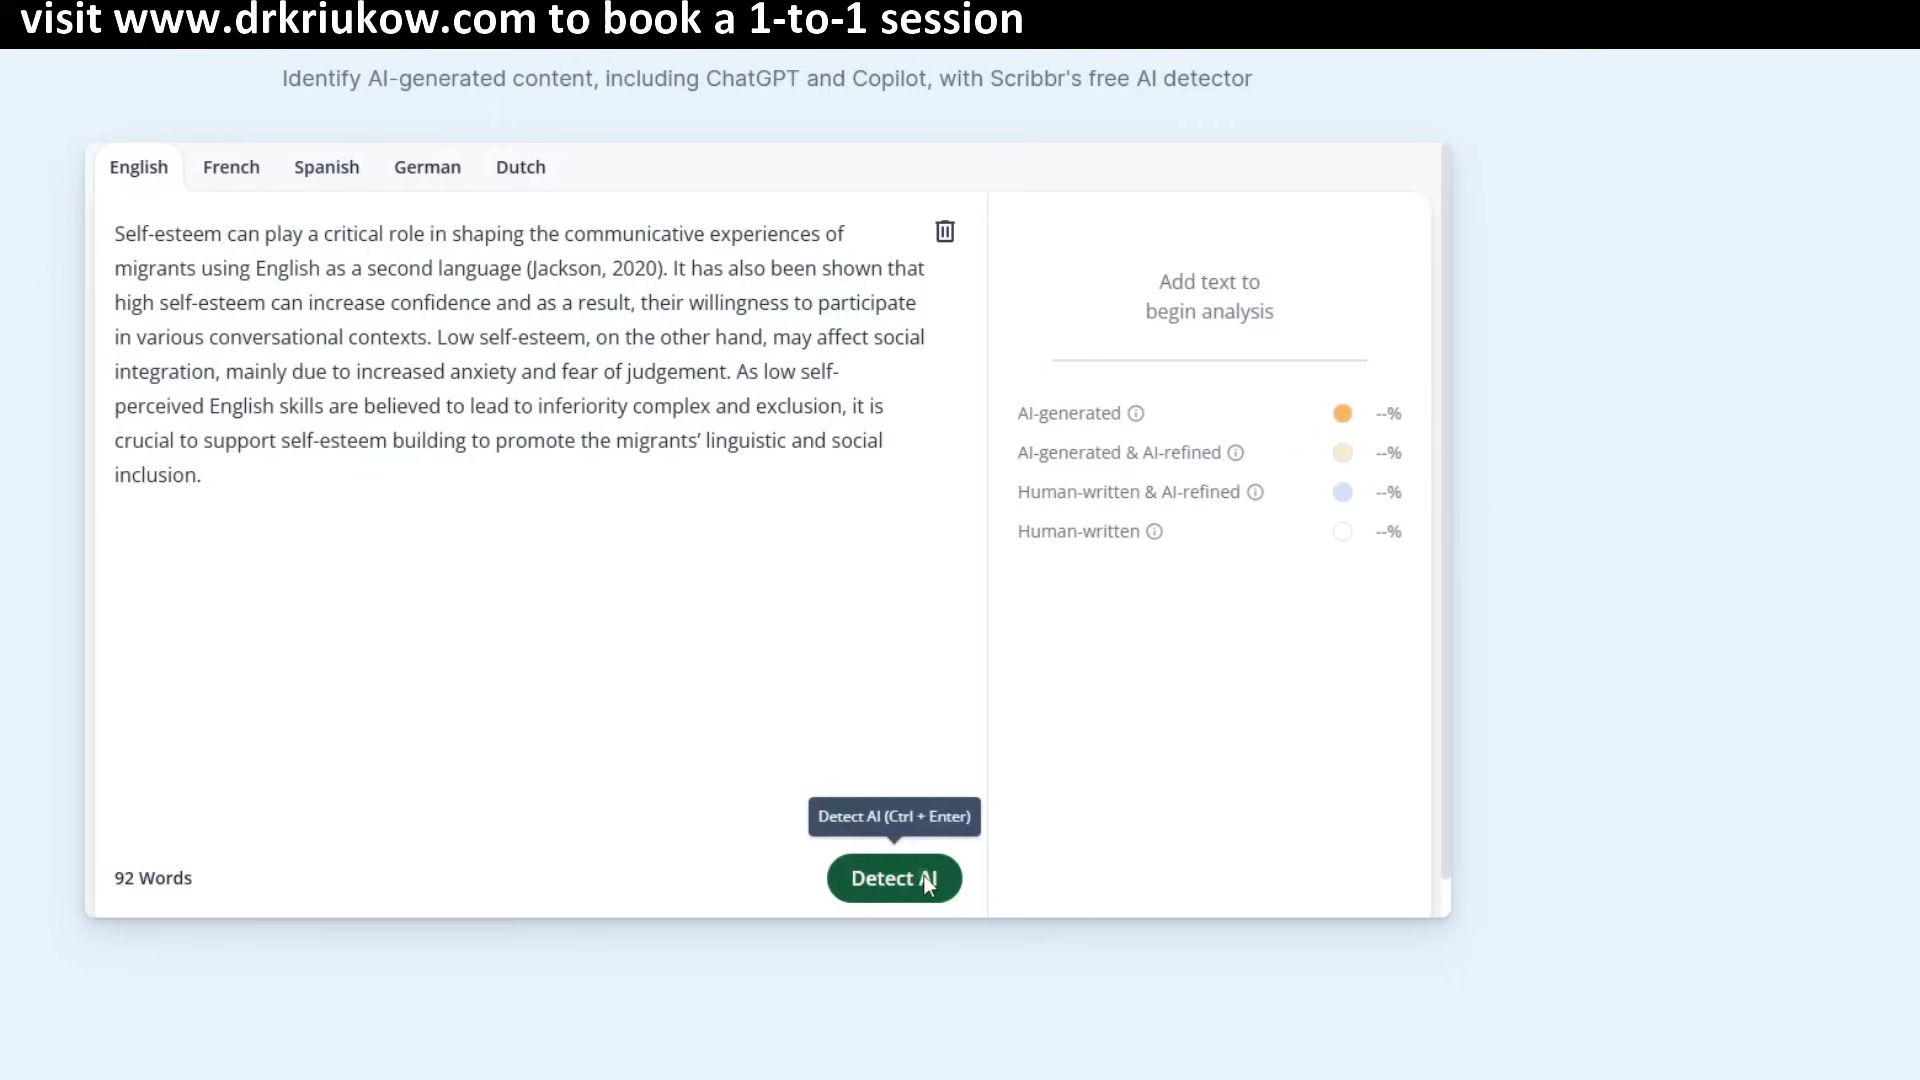 visit www.drkriukow.com to book a 1-to-1 session
Identify AI-generated content, including ChatGPT and Copilot, with Scribbr's free AI detector
English French Spanish German Dutch
Self-esteem can play a critical role in shaping the communicative experiences of
migrants using English as a second language (Jackson, 2020). It has also been shown that
high self-esteem can increase confidence and as a result, their willingness to participate
in various conversational contexts. Low self-esteem, on the other hand, may affect social
integration, mainly due to increased anxiety and fear of judgement. As low self-
perceived English skills are believed to lead to inferiority complex and exclusion, it is
crucial to support self-esteem building to promote the migrants’ linguistic and social
inclusion.
Detect AI (Ctrl + Enter)
92 Words
Detect AI
Add text to
begin analysis
AI-generated --%
AI-generated & AI-refined --%
Human-written & AI-refined --%
Human-written --%